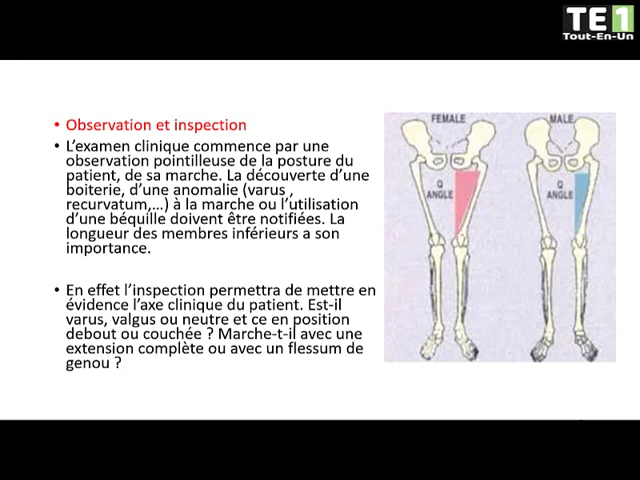 TE1
Tout-En-Un
• Observation et inspection
• L'examen clinique commence par une
observation pointilleuse de la posture du
patient, de sa marche. La découverte d'une
boiterie, d'une anomalie (varus ,
recurvatum,...) à la marche ou l'utilisation
d'une béquille doivent être notifiées. La
longueur des membres inférieurs a son
importance.
• En effet l'inspection permettra de mettre en
évidence l'axe clinique du patient. Est-il
varus, valgus ou neutre et ce en position
debout ou couchée ? Marche-t-il avec une
extension complète ou avec un flessum de
genou ?
FEMALE
Q
ANGLE
MALE
Q
ANGLE